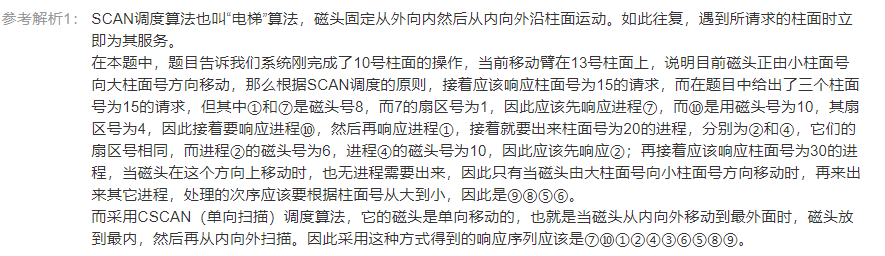 参考解析1： SCAN调度算法也叫“电梯”算法，磁头固定从外向内然后从内向外沿柱面运动。如此往复，遇到所请求的柱面时立
即为其服务。
在本题中，题目告诉我们系统刚完成了10号柱面的操作，当前移动臂在13号柱面上，说明目前磁头正由小柱面号
向大柱面号方向移动，那么根据SCAN调度的原则，接着应该响应柱面号为15的请求，而在题目中给出了三个柱面
号为15的请求，但其中①和⑦是磁头号8，而7的扇区号为1，因此应该先响应进程⑦，而⑩是用磁头号为10，其扇
区号为4，因此接着要响应进程⑩，然后再响应进程①，接着就要出来柱面号为20的进程，分别为②和④，它们的
扇区号相同，而进程②的磁头号为6，进程④的磁头号为10，因此应该先响应②；再接着应该响应柱面号为30的进
程，当磁头在这个方向上移动时，也无进程需要出来，因此只有当磁头由大柱面号向小柱面号方向移动时，再来出
来其它进程，处理的次序应该要根据柱面号从大到小，因此是⑨⑧⑤⑥。
而采用CSCAN（单向扫描）调度算法，它的磁头是单向移动的，也就是当磁头从内向外移动到最外面时，磁头放
到最内，然后再从内向外扫描。因此采用这种方式得到的响应序列应该是⑦⑩①②④③⑥⑤⑧⑨。